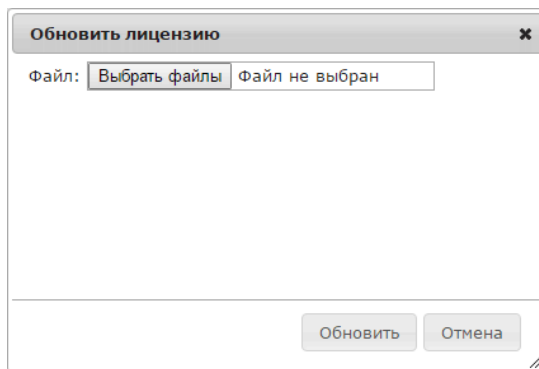 Обновить лицензию
Файл: Выбрать файлы Файл не выбран
Обновить Отмена